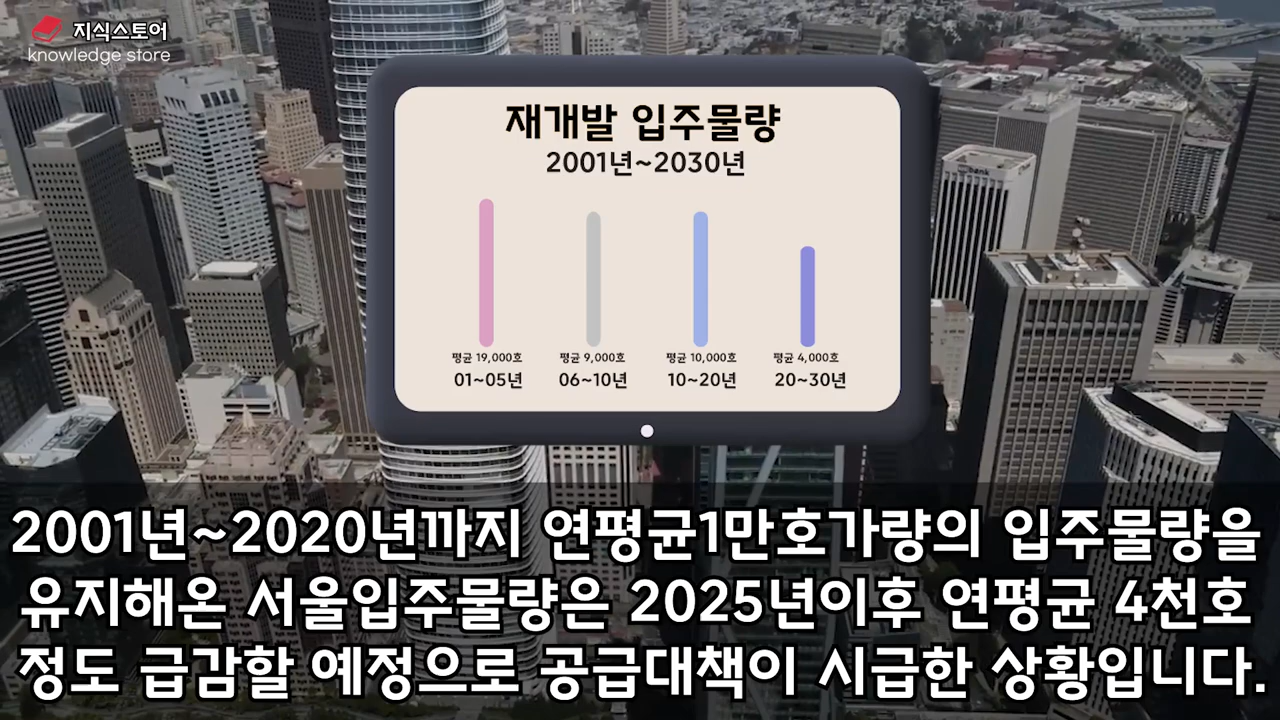 지식스토어
knowledge store
재개발 입주물량
2001년~2030년
평균 19,000호
01~05년
평균 9,000호
06~10년
평균 10,000호
10~20년
평균 4,000호
20~30년
2001년~2020년까지 연평균1만호가량의 입주물량을
유지해온 서울입주물량은 2025년이후 연평균 4천호
정도 급감할 예정으로 공급대책이 시급한 상황입니다.